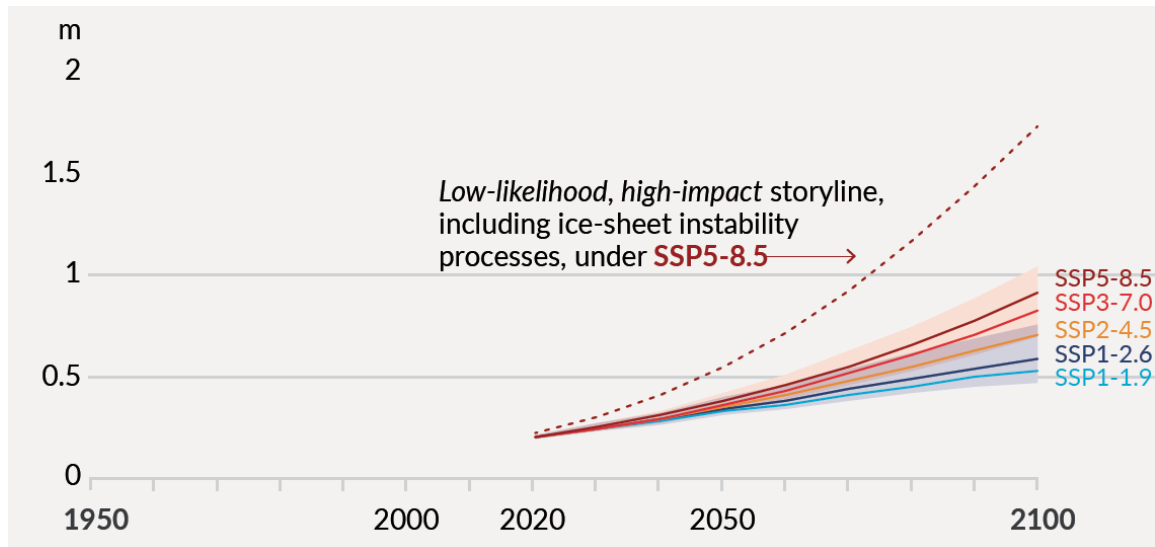 m
2
1.5
Low-likelihood, high-impact storyline,
including ice-sheet instability
processes, under SSP5-8.5
1
SSP5-8.5
SSP3-7.0
SSP2-4.5
SSP1-2.6
SSP1-1.9
0.5
0
1950 2000 2020 2050 2100